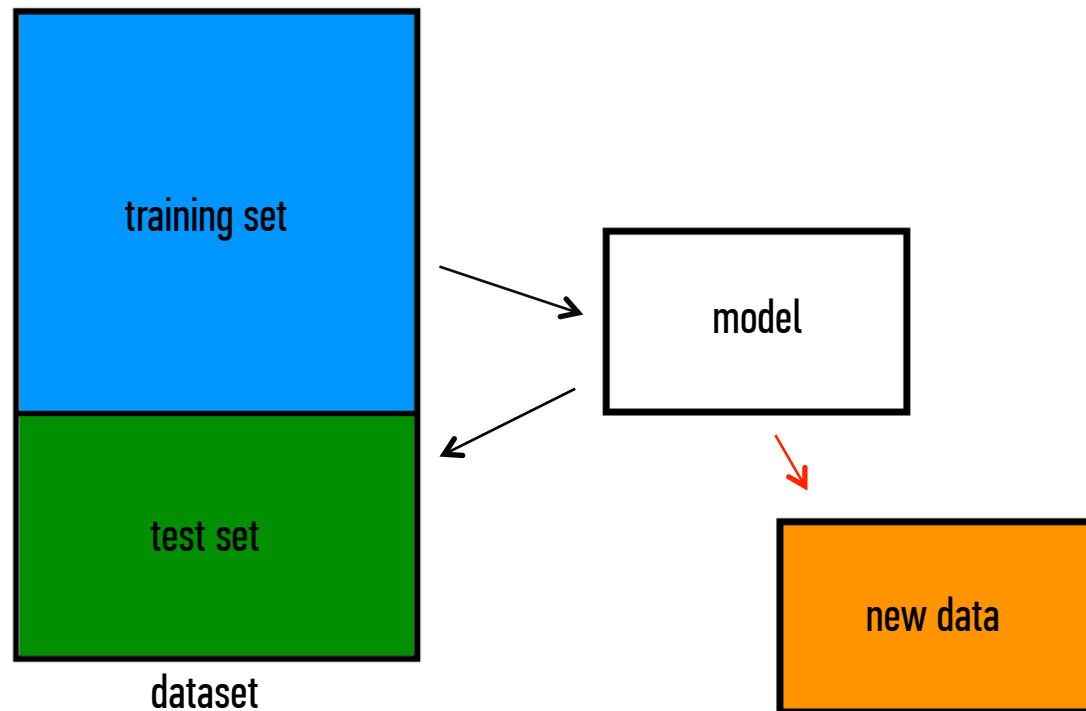 training set
model
test set
new data
dataset